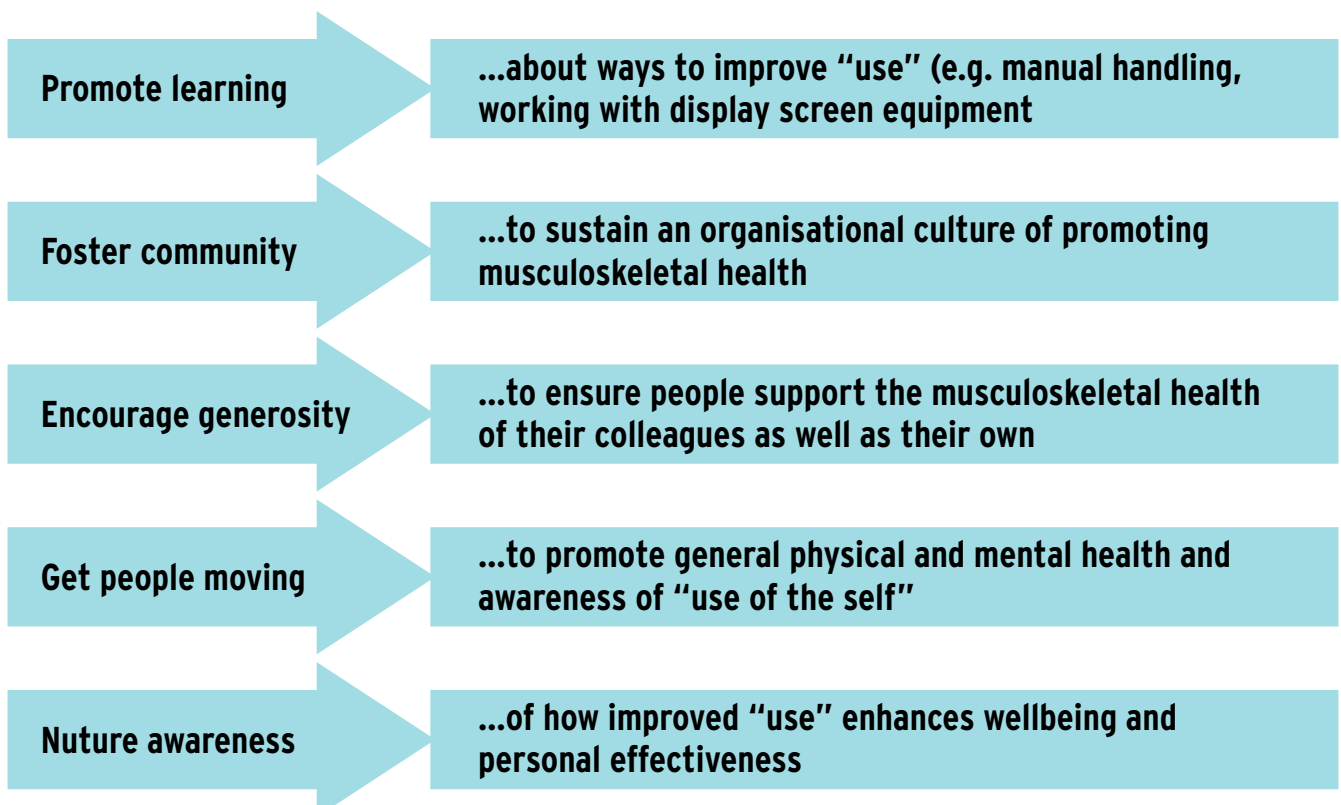 Promote learning
...about ways to improve “use” (e.g. manual handling,
working with display screen equipment
Foster community
...to sustain an organisational culture of promoting
musculoskeletal health
Encourage generosity
...to ensure people support the musculoskeletal health
of their colleagues as well as their own
Get people moving
...to promote general physical and mental health and
awareness of “use of the self”
Nuture awareness
...of how improved “use” enhances wellbeing and
personal effectiveness